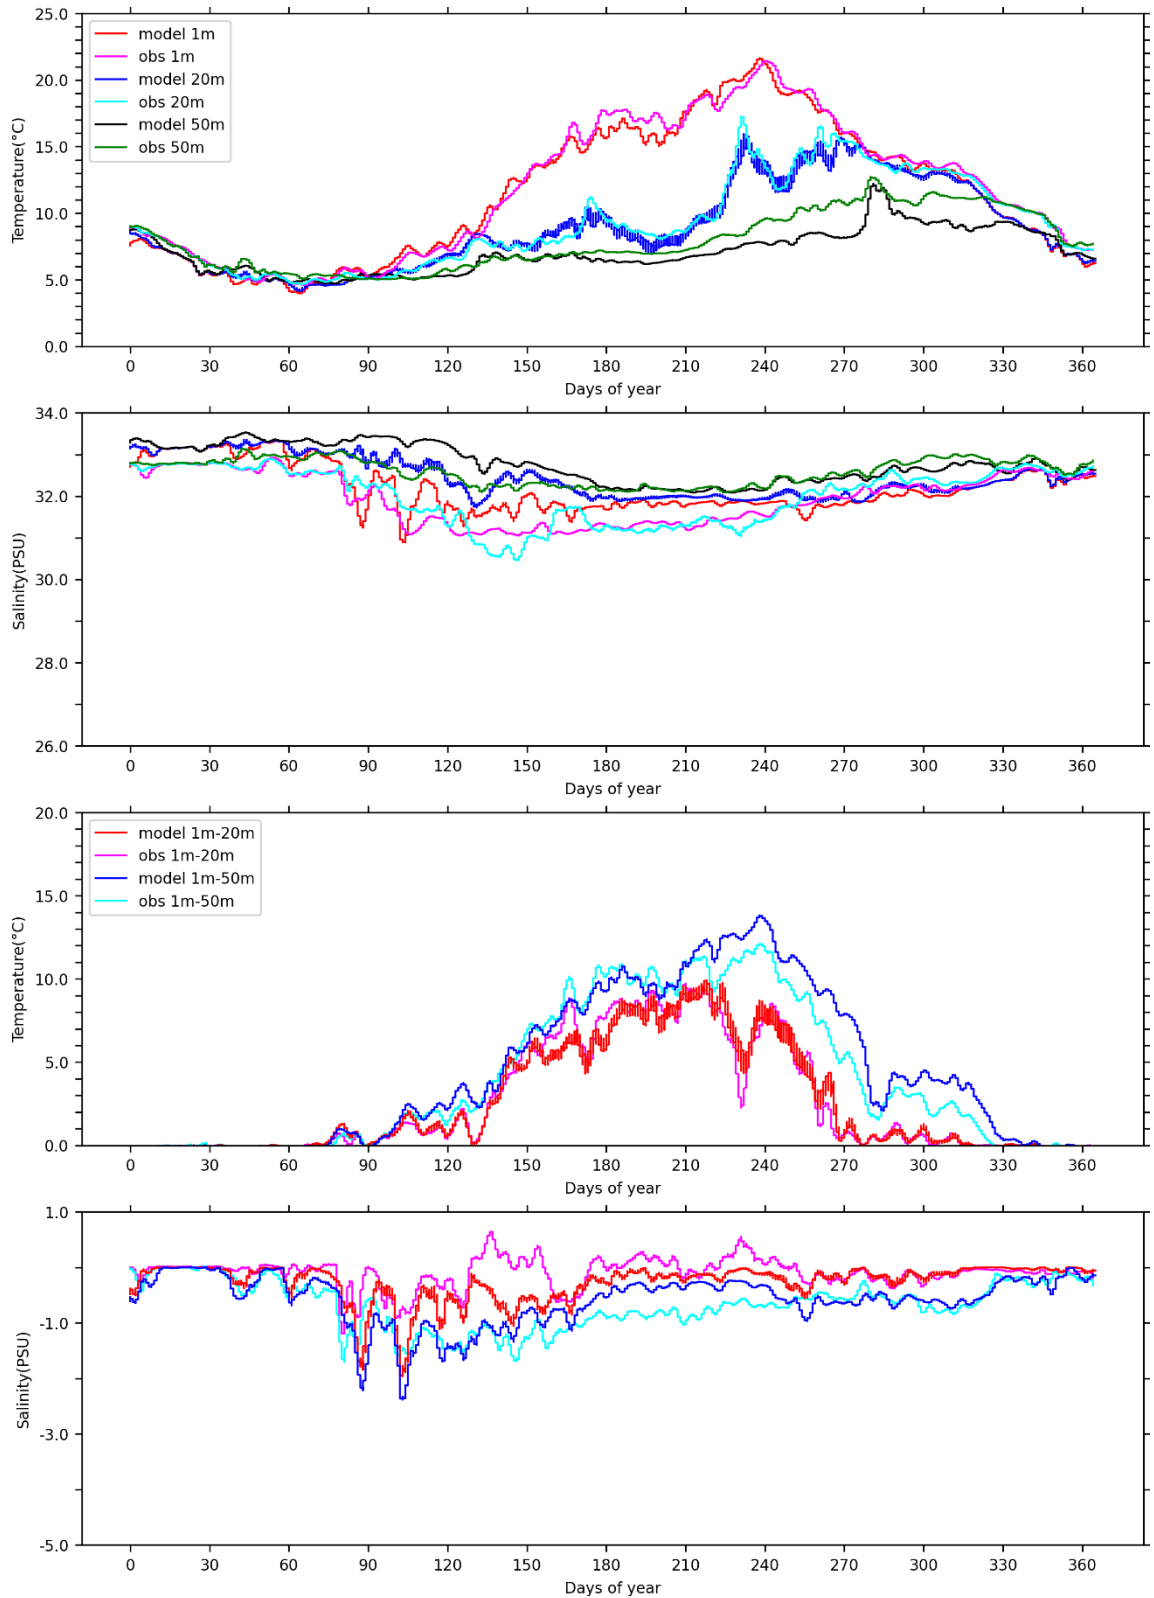 25.0
20.0
15.0
10.0
5.0
0.0
Temperature(°C)
model 1m
obs 1m
model 20m
obs 20m
model 50m
obs 50m
0 30 60 90 120 150 180 210 240 270 300 330 360
Days of year
34.0
32.0
30.0
28.0
26.0
Salinity(PSU)
0 30 60 90 120 150 180 210 240 270 300 330 360
Days of year
20.0
15.0
10.0
5.0
0.0
Temperature(°C)
model 1m-20m
obs 1m-20m
model 1m-50m
obs 1m-50m
0 30 60 90 120 150 180 210 240 270 300 330 360
Days of year
1.0
-1.0
-3.0
-5.0
Salinity(PSU)
0 30 60 90 120 150 180 210 240 270 300 330 360
Days of year